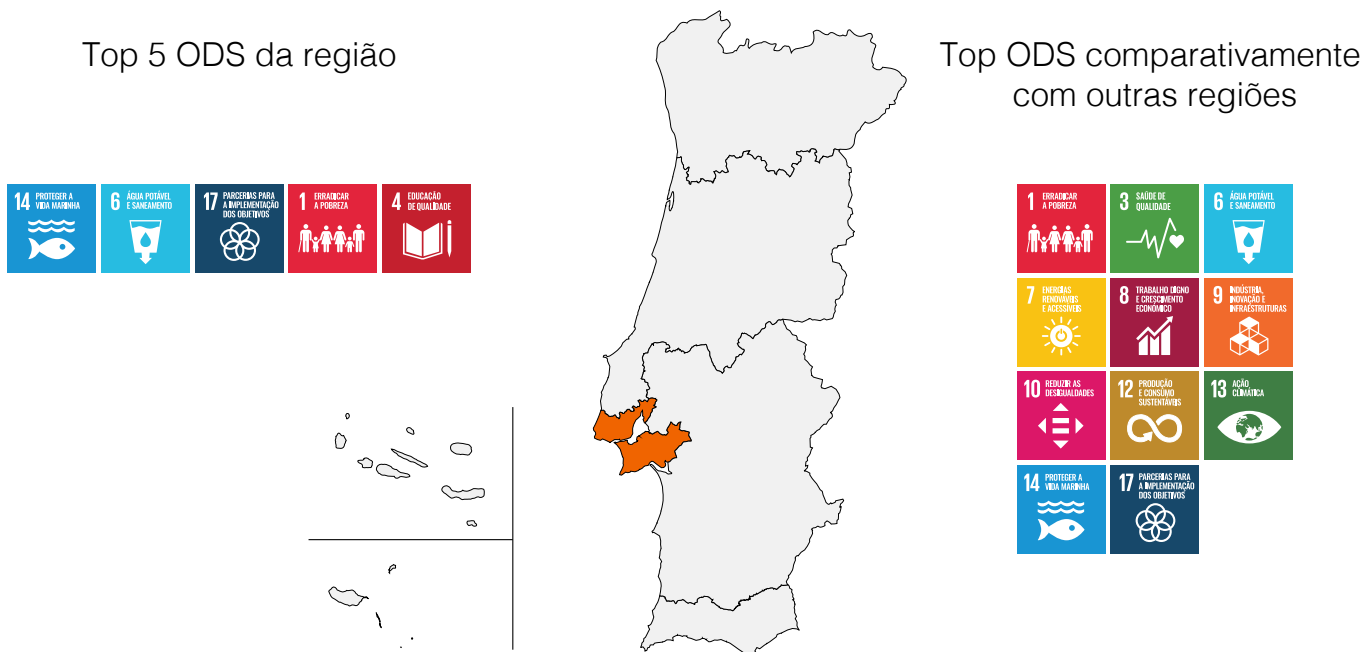 Top 5 ODS da região
14 PROTEGER A
VIDA MARINHA
6 ÁGUA POTÁVEL
E SANEAMENTO
17 PARCERIAS PARA
A IMPLEMENTAÇÃO
DOS OBJETIVOS
1 ERRADICAR
A POBREZA
4 EDUCAÇÃO
DE QUALIDADE
Top ODS comparativamente
com outras regiões
1 ERRADICAR
A POBREZA
3 SAÚDE DE
QUALIDADE
6 ÁGUA POTÁVEL
E SANEAMENTO
7 ENERGIAS
RENOVÁVEIS
E ACESSÍVEIS
8 TRABALHO DIGNO
E CRESCIMENTO
ECONÓMICO
9 INDÚSTRIA,
INOVAÇÃO E
INFRAESTRUTURAS
10 REDUZIR AS
DESIGUALDADES
12 PRODUÇÃO
E CONSUMO
SUSTENTÁVEIS
13 AÇÃO
CLIMÁTICA
14 PROTEGER A
VIDA MARINHA
17 PARCERIAS PARA
A IMPLEMENTAÇÃO
DOS OBJETIVOS